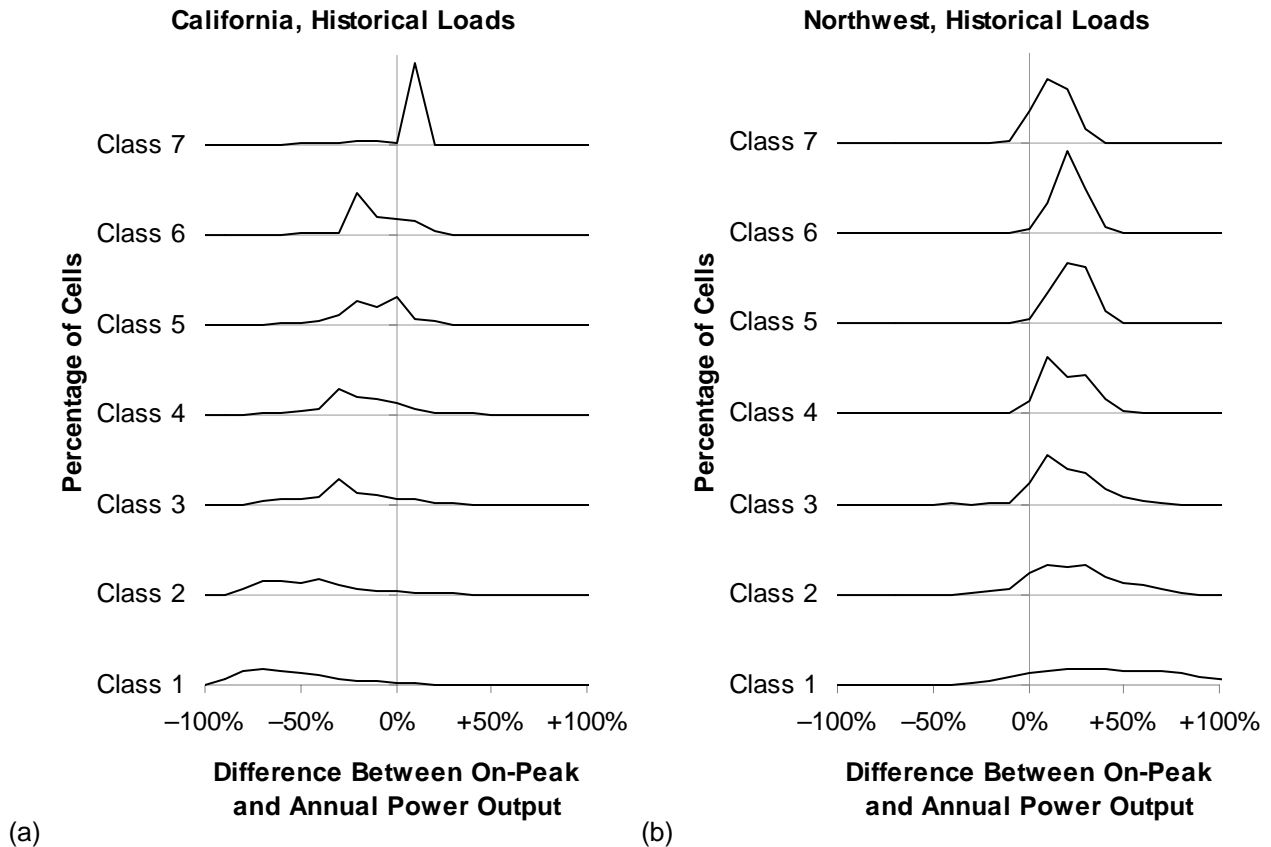 California, Historical Loads
Percentage of Cells
Class 7
Class 6
Class 5
Class 4
Class 3
Class 2
Class 1
–100% –50% 0% +50% +100%
Difference Between On-Peak
and Annual Power Output
(a)
Northwest, Historical Loads
Percentage of Cells
Class 7
Class 6
Class 5
Class 4
Class 3
Class 2
Class 1
–100% –50% 0% +50% +100%
Difference Between On-Peak
and Annual Power Output
(b)